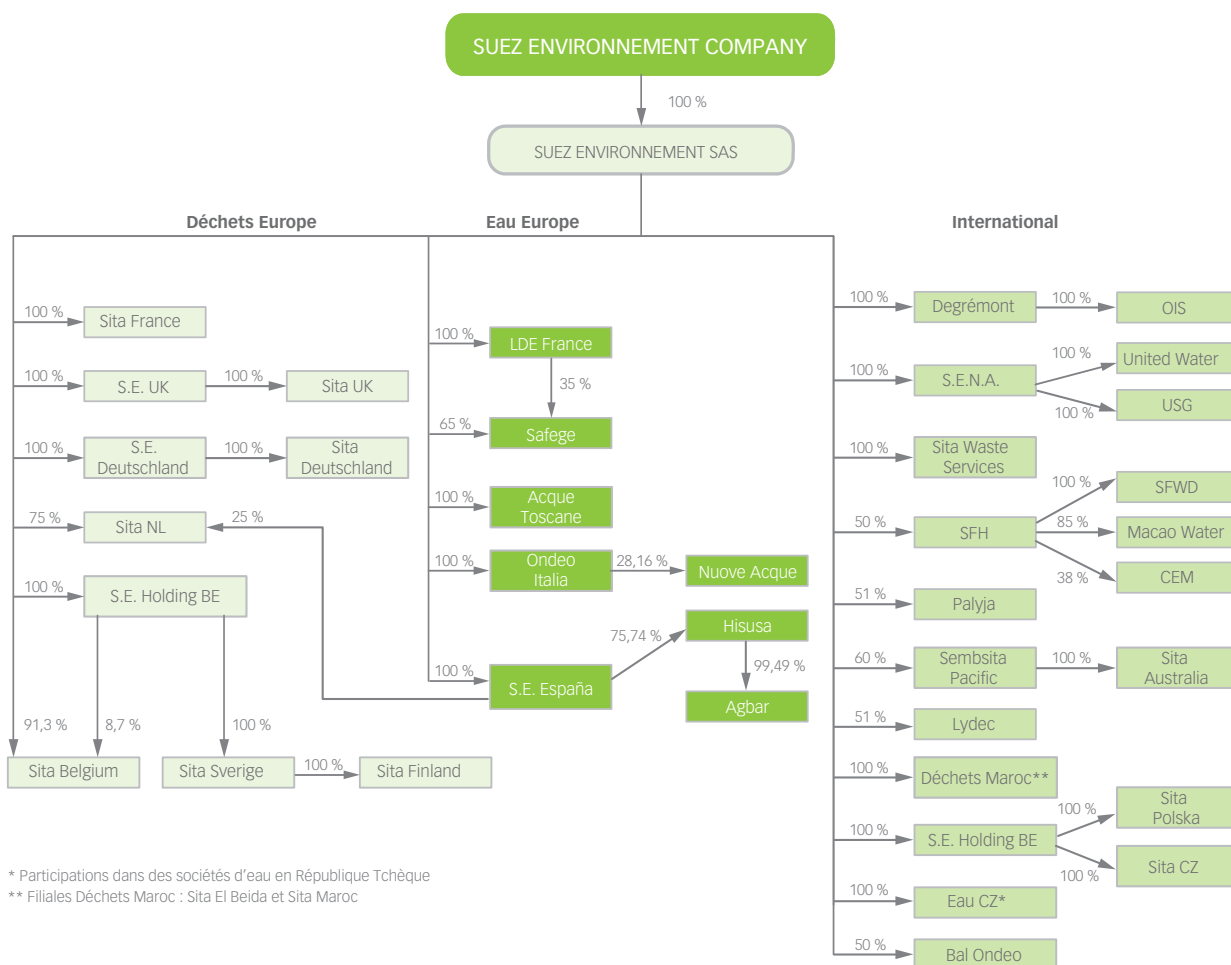 SUEZ ENVIRONNEMENT COMPANY
100 %
SUEZ ENVIRONNEMENT SAS
Déchets Europe
Eau Europe
International
100 %
Sita France
100 %
S.E. UK
100 %
Sita UK
100 %
S.E.
Deutschland
100 %
Sita
Deutschland
75 %
Sita NL
25 %
100 %
S.E. Holding BE
91,3 %
8,7 %
100 %
Sita Belgium
Sita Sverige
100 %
Sita Finland
100 %
LDE France
35 %
65 %
Safege
100 %
Acque
Toscane
100 %
Ondeo
Italia
28,16 %
Nuove Acque
100 %
S.E. España
75,74 %
Hisusa
99,49 %
Agbar
100 %
Degrémont
100 %
OIS
100 %
S.E.N.A.
100 %
United Water
100 %
USG
100 %
Sita Waste
Services
50 %
SFH
100 %
SFWD
85 %
Macao Water
38 %
CEM
51 %
Palyja
60 %
Sembsita
Pacific
100 %
Sita
Australia
51 %
Lydec
100 %
Déchets Maroc**
100 %
S.E. Holding BE
100 %
Sita
Polska
100 %
Sita CZ
100 %
Eau CZ*
50 %
Bal Ondeo
* Participations dans des sociétés d'eau en République Tchèque
** Filiales Déchets Maroc : Sita El Beida et Sita Maroc